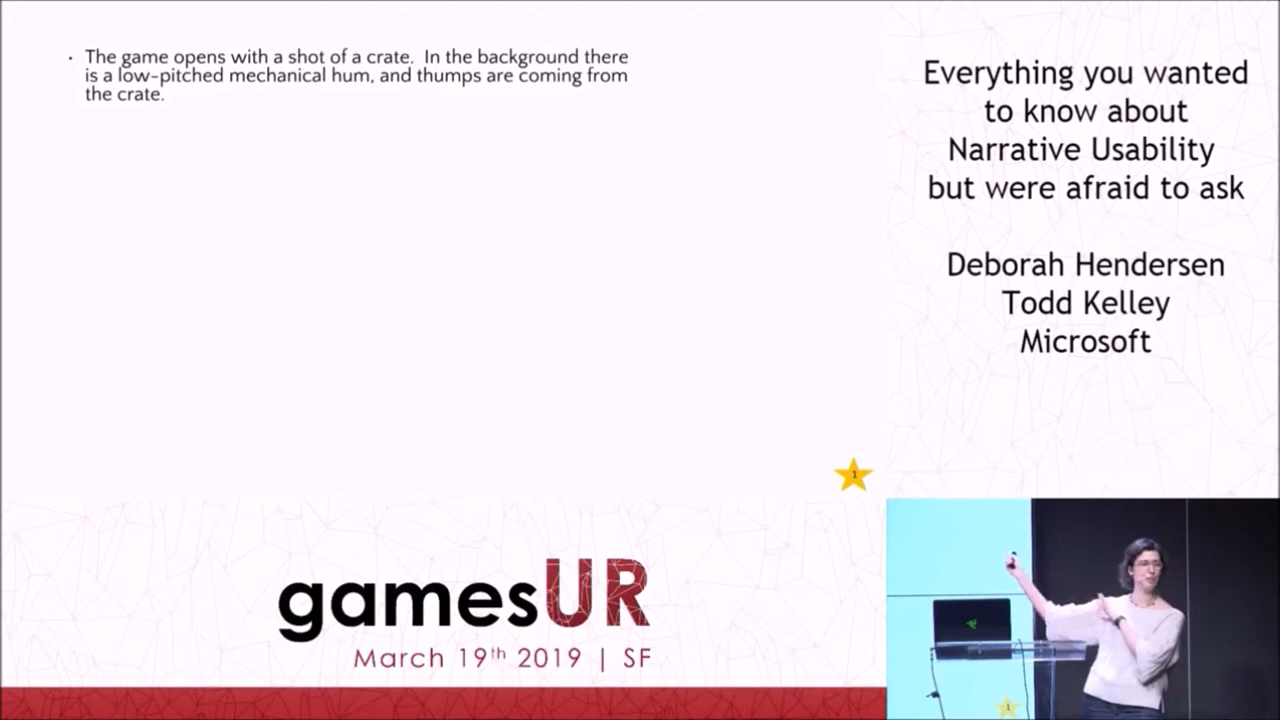 • The game opens with a shot of a crate.  In the background there
is a low-pitched mechanical hum, and thumps are coming from
the crate.
1
Everything you wanted
to know about
Narrative Usability
but were afraid to ask
Deborah Hendersen
Todd Kelley
Microsoft
gamesUR
March 19th 2019 | SF
1